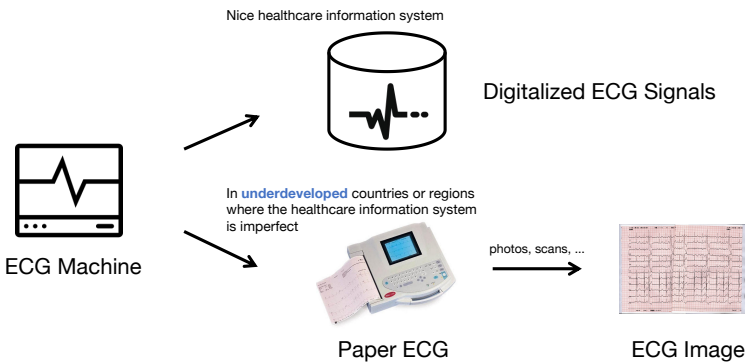 Nice healthcare information system
Digitalized ECG Signals
In underdeveloped countries or regions
where the healthcare information system
is imperfect
ECG Machine
photos, scans, ...
Paper ECG
ECG Image